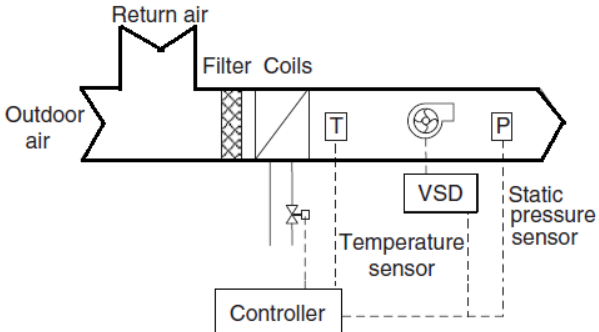 Return air
Filter Coils
Outdoor
air
T
P
VSD
Static
pressure
sensor
Temperature
sensor
Controller